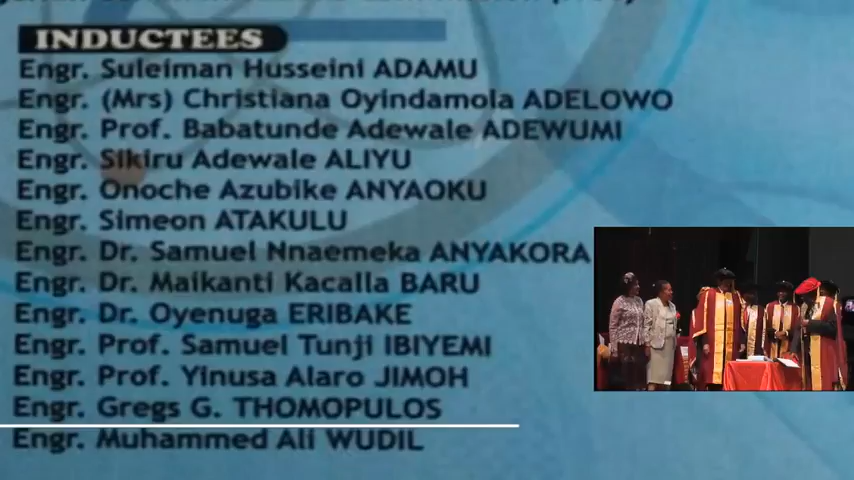 INDUCTEES
Engr. Suleiman Husseini ADAMU
Engr. (Mrs) Christiana Oyindamola ADELOWO
Engr. Prof. Babatunde Adewale ADEWUMI
Engr. Sikiru Adewale ALIYU
Engr. Onoche Azubike ANYAOKU
Engr. Simeon ATAKULU
Engr. Dr. Samuel Nnaemeka ANYAKORA
Engr. Dr. Maikanti Kacalla BARU
Engr. Dr. Oyenuga ERIBAKE
Engr. Prof. Samuel Tunji IBIYEMI
Engr. Prof. Yinusa Alaro JIMOH
Engr. Gregs G. THOMOPULOS
Engr. Muhammed Ali WUDIL